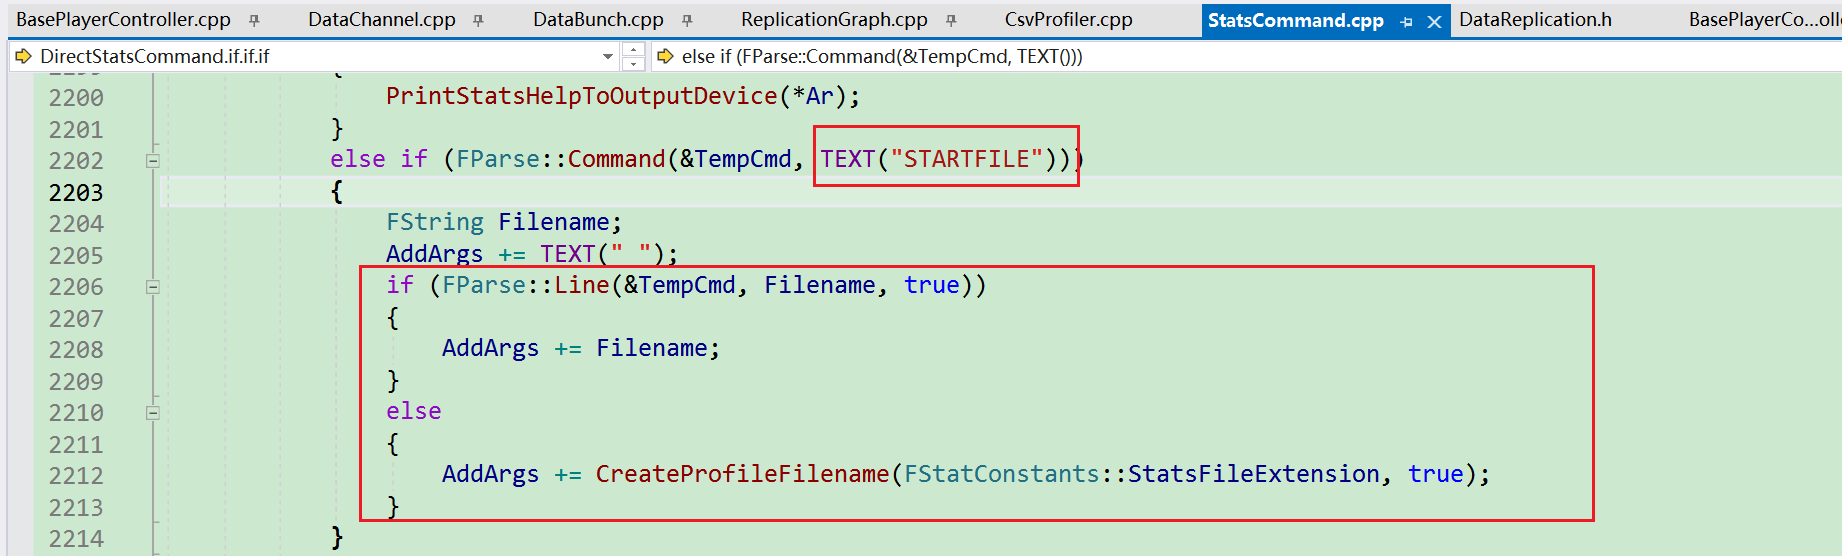 BasePlayerController.cpp DataChannel.cpp DataBunch.cpp ReplicationGraph.cpp CsvProfiler.cpp StatsCommand.cpp DataReplication.h BasePlayerCo...olle
DirectStatsCommand.if.if.if else if (FParse::Command(&TempCmd, TEXT()))
{
2200 PrintStatsHelpToOutputDevice(*Ar);
2201 }
2202 else if (FParse::Command(&TempCmd, TEXT("STARTFILE")))
2203 {
2204 FString Filename;
2205 AddArgs += TEXT(" ");
2206 if (FParse::Line(&TempCmd, Filename, true))
2207 {
2208 AddArgs += Filename;
2209 }
2210 else
2211 {
2212 AddArgs += CreateProfileFilename(FStatConstants::StatsFileExtension, true);
2213 }
2214 }